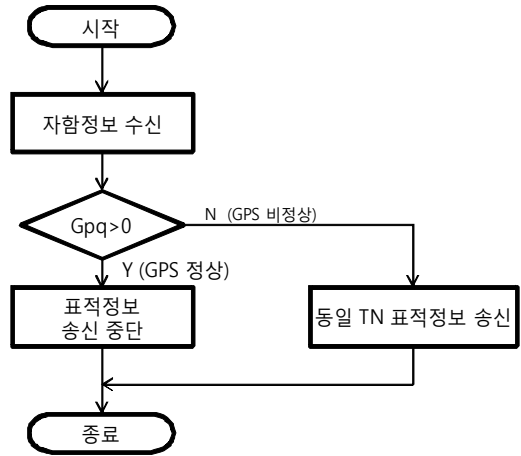 시작
자함정보 수신
Gpq>0
N (GPS 비정상)
Y (GPS 정상)
표적정보
송신 중단
동일 TN 표적정보 송신
종료